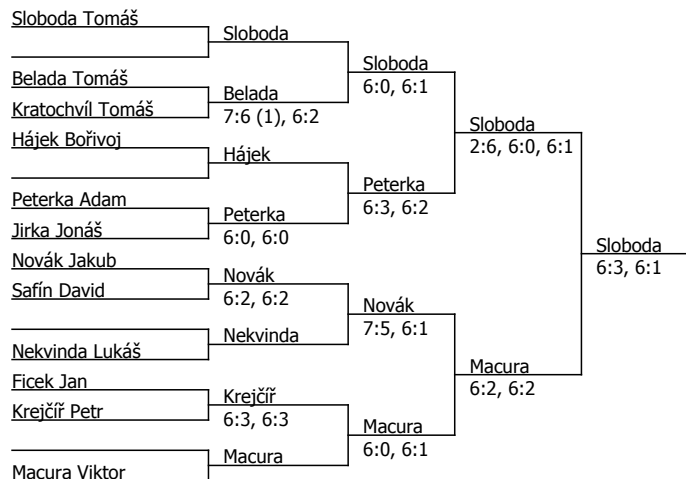 Sloboda Tomáš
Sloboda
Sloboda
6:0, 6:1
Belada Tomáš
Belada
7:6 (1), 6:2
Kratochvíl Tomáš
Sloboda
2:6, 6:0, 6:1
Hájek Bořivoj
Hájek
Peterka
6:3, 6:2
Peterka Adam
Peterka
6:0, 6:0
Jirka Jonáš
Sloboda
6:3, 6:1
Novák Jakub
Novák
6:2, 6:2
Safín David
Novák
7:5, 6:1
Nekvinda
Nekvinda Lukáš
Macura
6:2, 6:2
Ficek Jan
Krejčíř
6:3, 6:3
Krejčíř Petr
Macura
6:0, 6:1
Macura
Macura Viktor